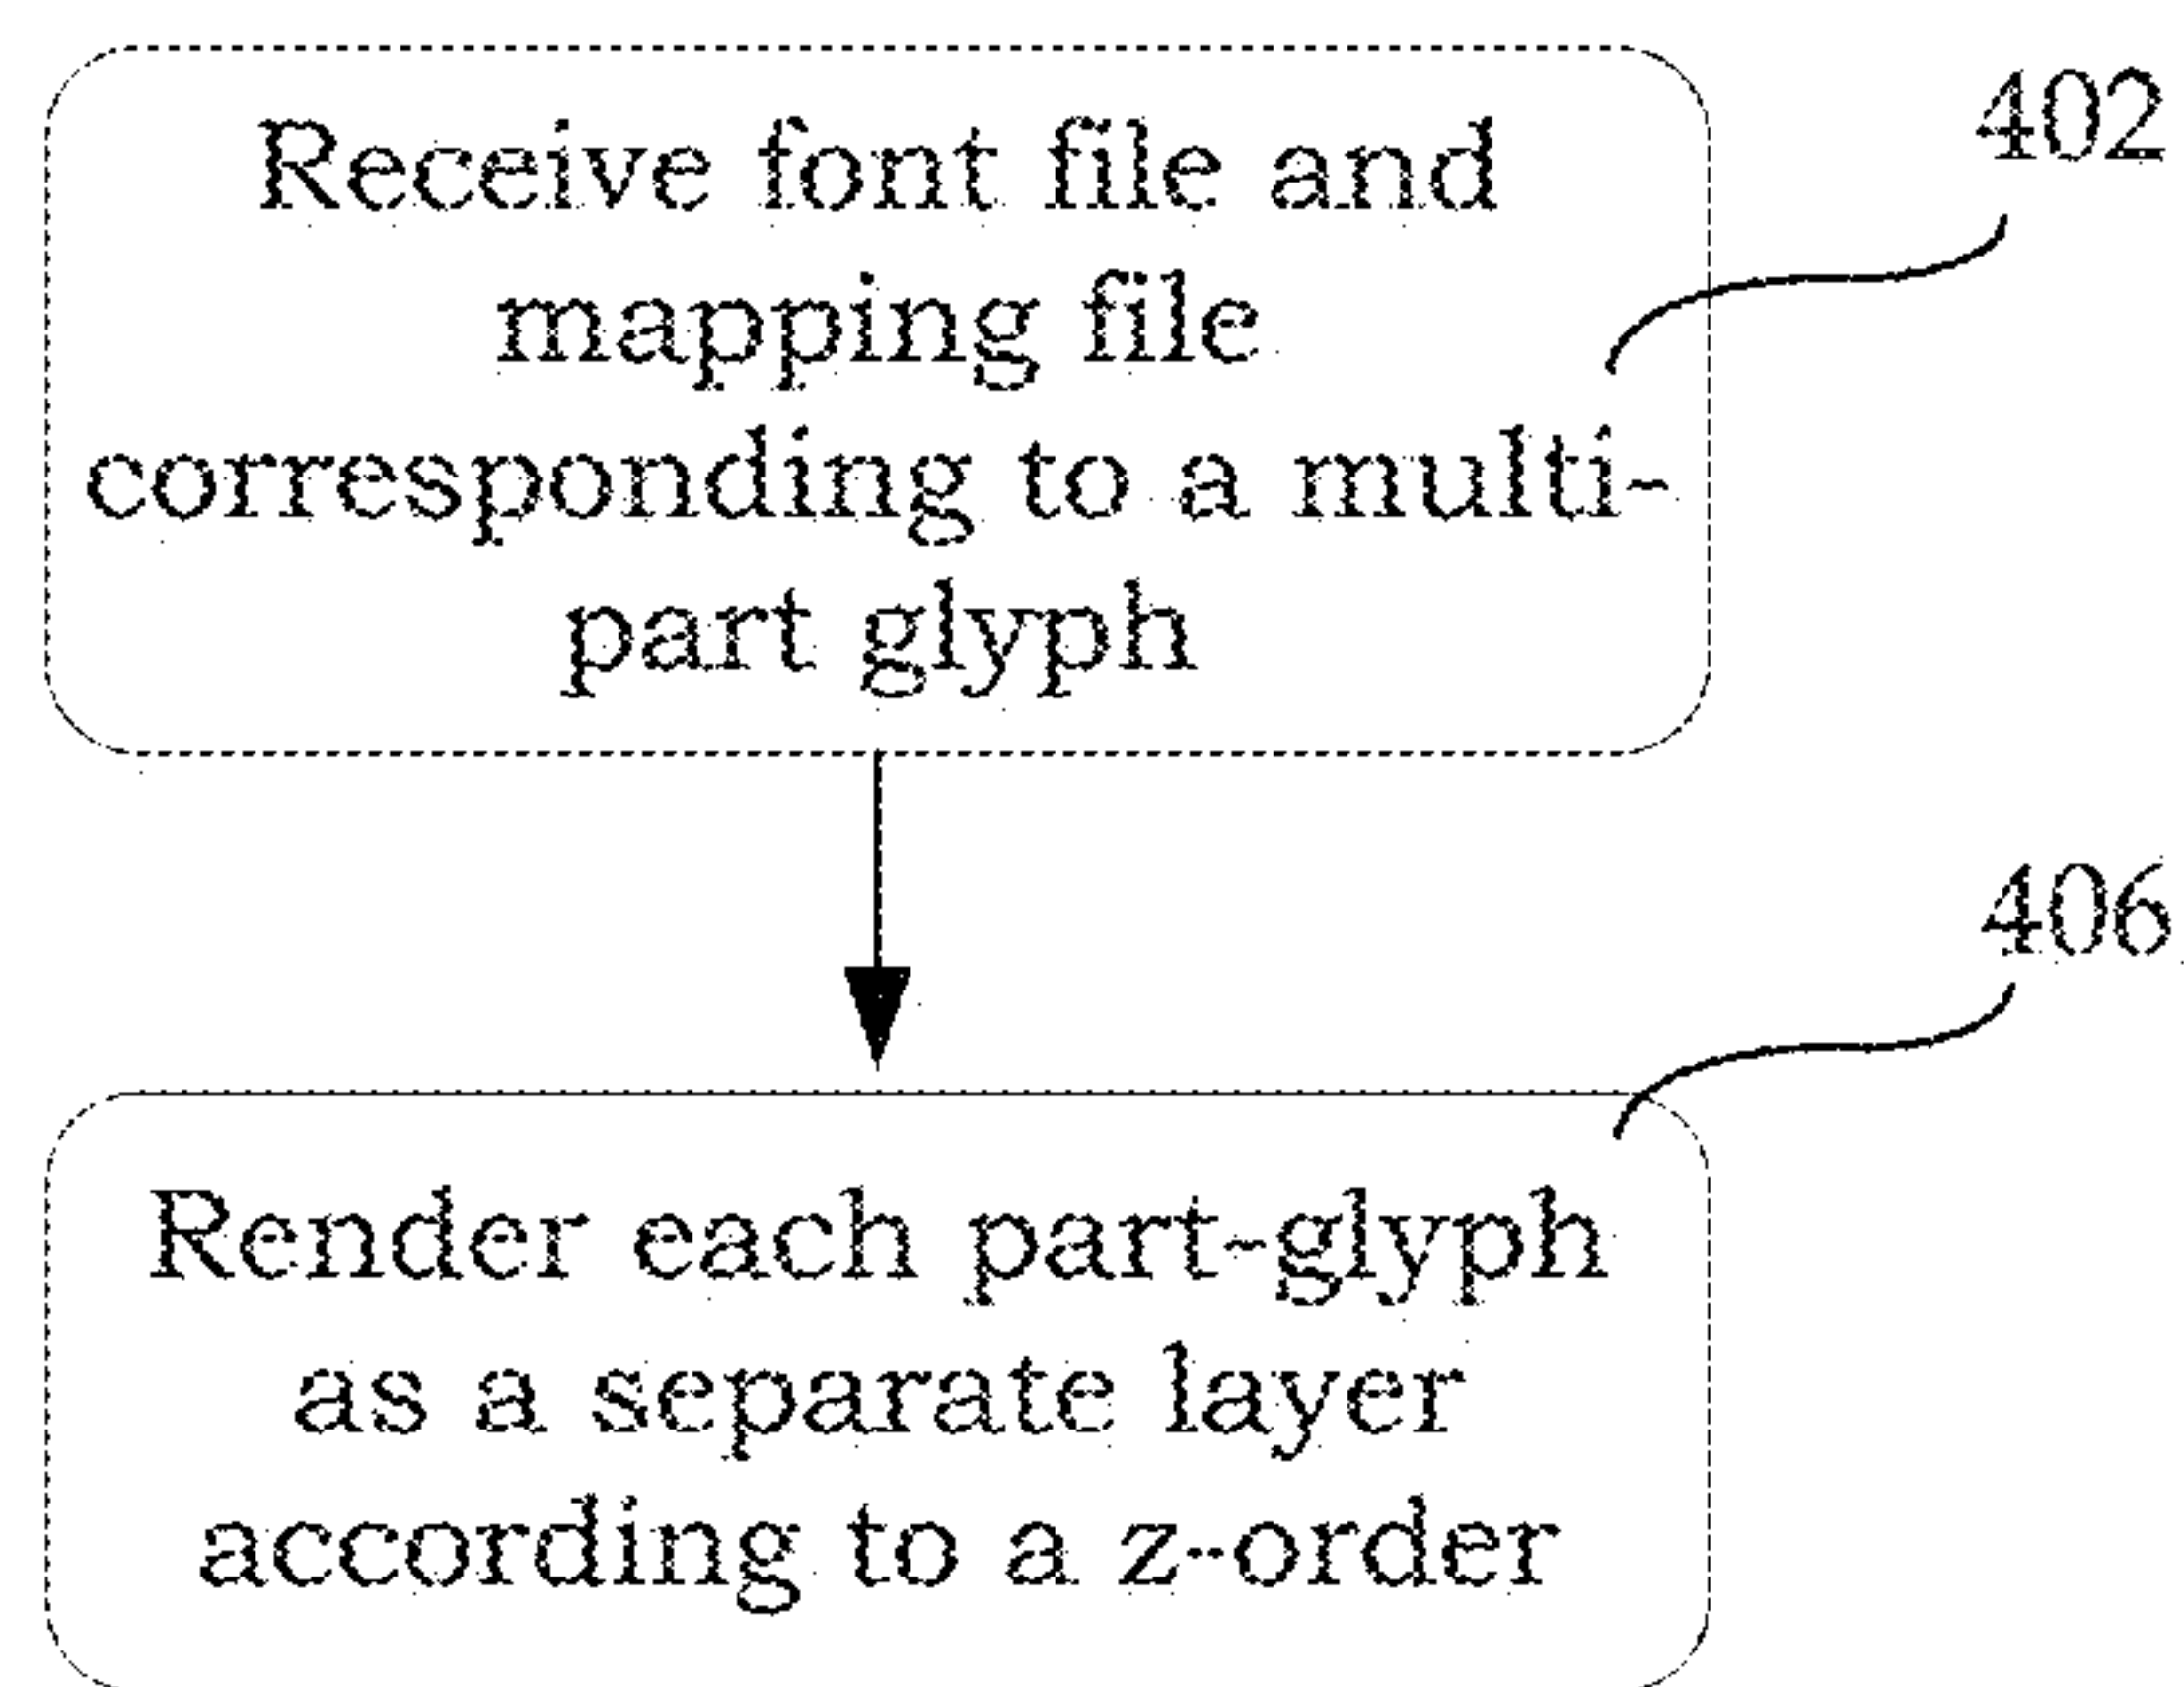 Receive font file and
402
mapping file
corresponding to a multi-
part glyph
406
Render each part-glyph
as a separate layer
according to a z-order